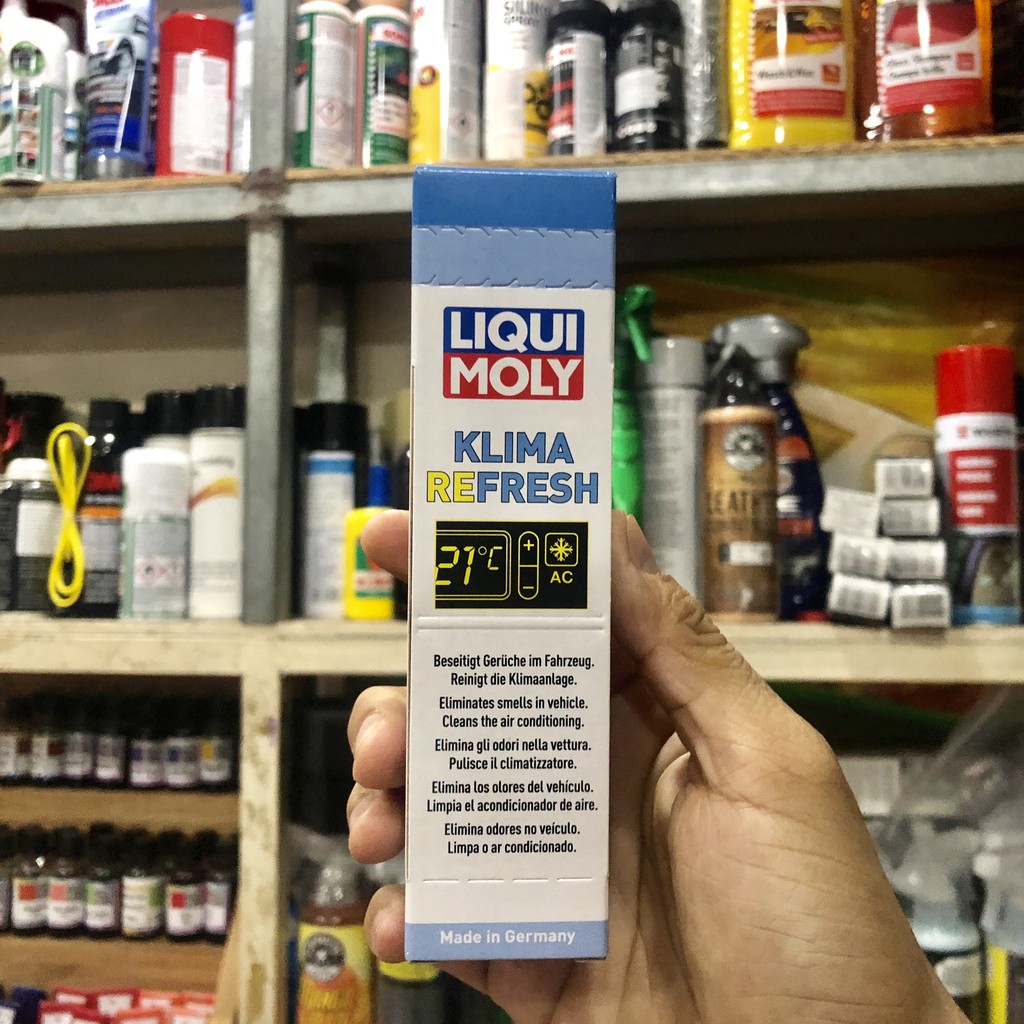 LIQUI
MOLY
KLIMA
REFRESH
21°C
+
−
AC
Beseitigt Gerüche im Fahrzeug.
Reinigt die Klimaanlage.
Eliminates smells in vehicle.
Cleans the air conditioning.
Elimina gli odori nella vettura.
Pulisce il climatizzatore.
Elimina los olores del vehículo.
Limpia el acondicionador de aire.
Elimina odores no veículo.
Limpa o ar condicionado.
Made in Germany